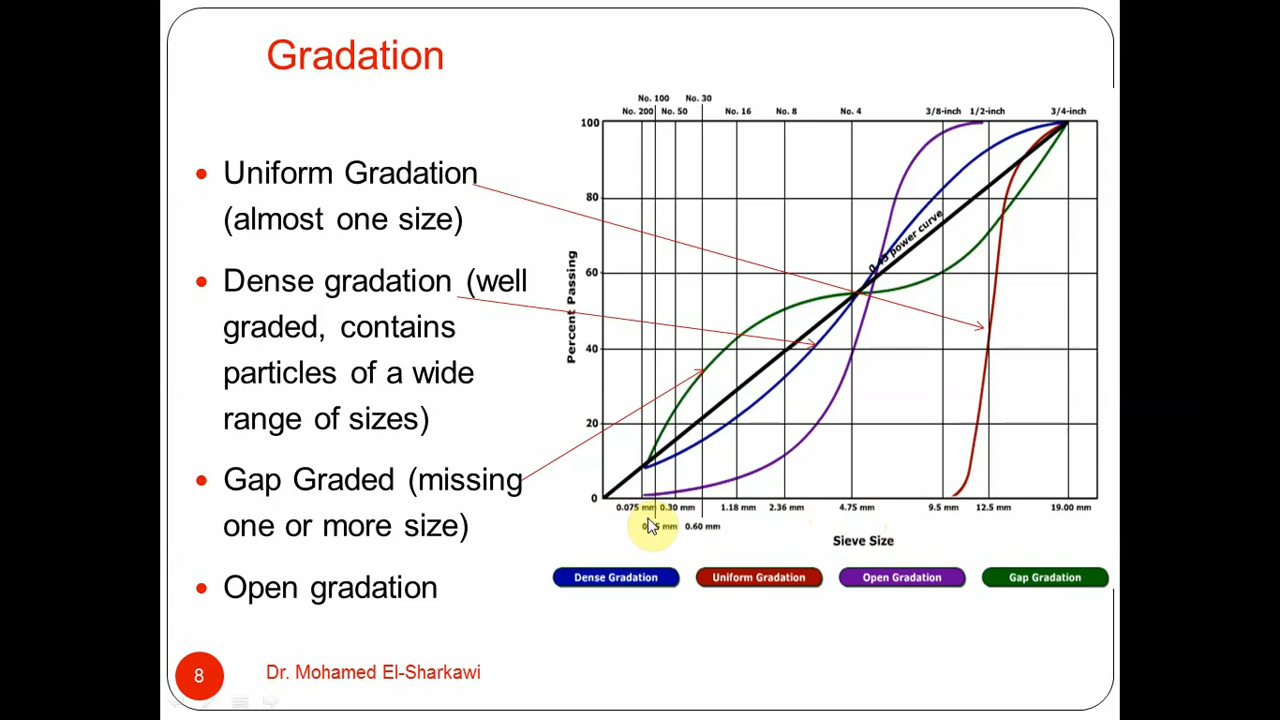 Gradation
Uniform Gradation
(almost one size)
Dense gradation (well
graded, contains
particles of a wide
range of sizes)
Gap Graded (missing
one or more size)
Open gradation
8
Dr. Mohamed El-Sharkawi
No. 100 No. 30
No. 200 No. 50 No. 16 No. 8 No. 4 3/8-inch 1/2-inch 3/4-inch
100
80
60
40
20
0
Percent Passing
power curve
0.075 mm 0.30 mm 1.18 mm 2.36 mm 4.75 mm 9.5 mm 12.5 mm 19.00 mm
mm 0.60 mm
Sieve Size
Dense Gradation Uniform Gradation Open Gradation Gap Gradation